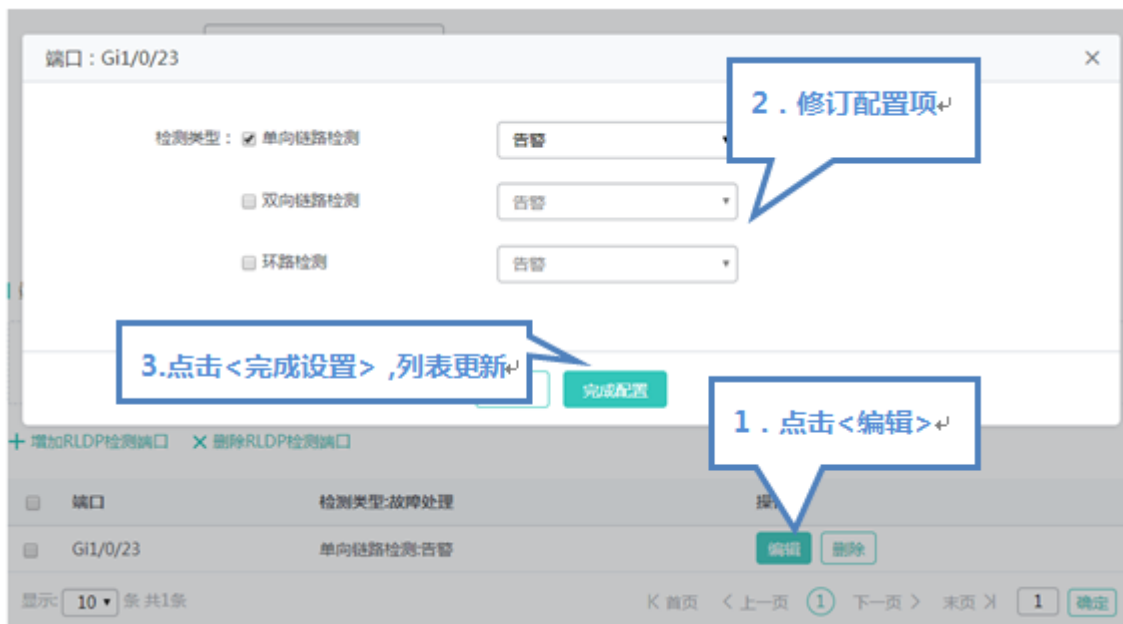 端口：Gi1/0/23
2．修订配置项
检测类型： 单向链路检测 告警
双向链路检测 告警
环路检测 告警
3.点击<完成设置>,列表更新
完成配置
1．点击<编辑>
增加RLDP检测端口 删除RLDP检测端口
端口 检测类型:故障处理
Gi1/0/23 单向链路检测:告警 编辑 删除
显示: 10 条 共1条 首页 上一页 1 下一页 末页 1 确定